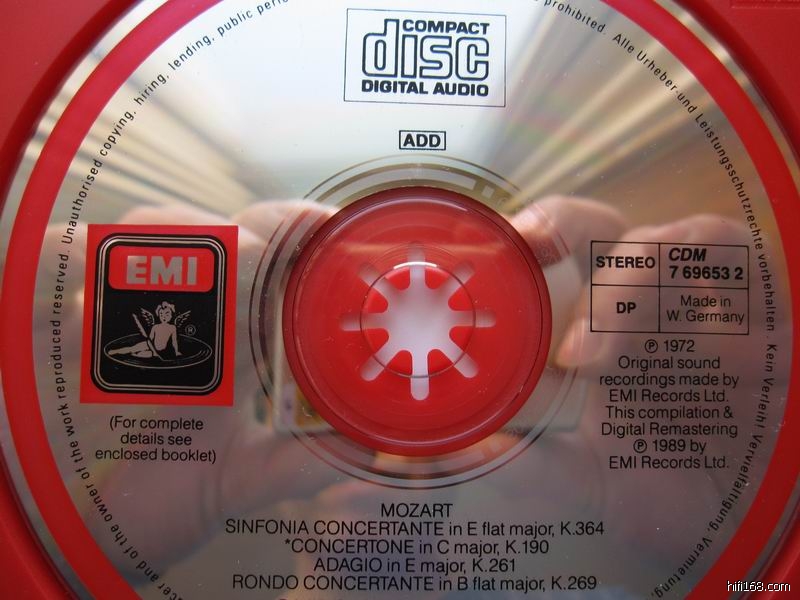 COMPACT
disc
DIGITAL AUDIO
ADD
EMI
®
(For complete
details see
enclosed booklet)
STEREO
CDM
7 69653 2
DP
Made in
W. Germany
℗ 1972
Original sound
recordings made by
EMI Records Ltd.
This compilation &
Digital Remastering
℗ 1989 by
EMI Records Ltd.
MOZART
SINFONIA CONCERTANTE in E flat major, K.364
*CONCERTONE in C major, K.190
ADAGIO in E major, K.261
RONDO CONCERTANTE in B flat major, K.269
and of the owner of the work reproduced reserved. Unauthorised copying, hiring, lending, public
prohibited. Alle Urheber-und Leistungsschutzrechte vorbehalten. Kein Verleih! Vervielfältigung, Vermietung,
hifi168.com